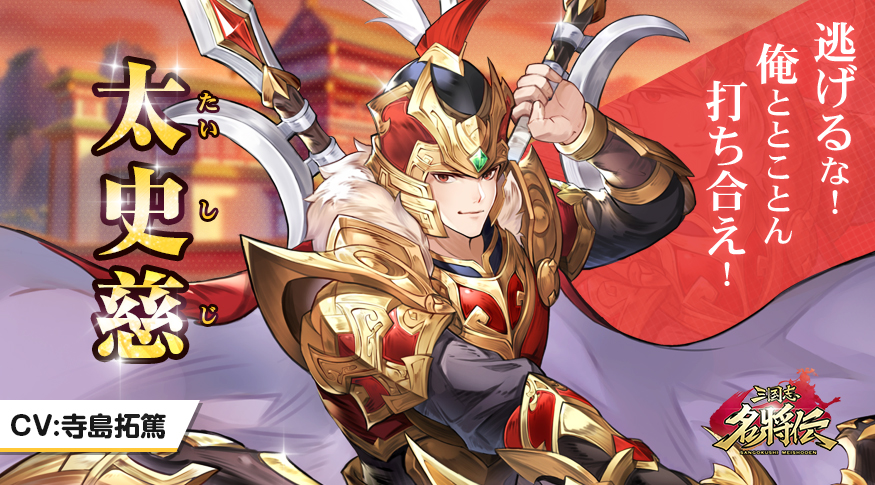 太史慈
たいしじ
逃げるな!
俺ととことん
打ち合え!
CV:寺島拓篤
三国志
名将伝
SANGOKUSHI MEISHODEN